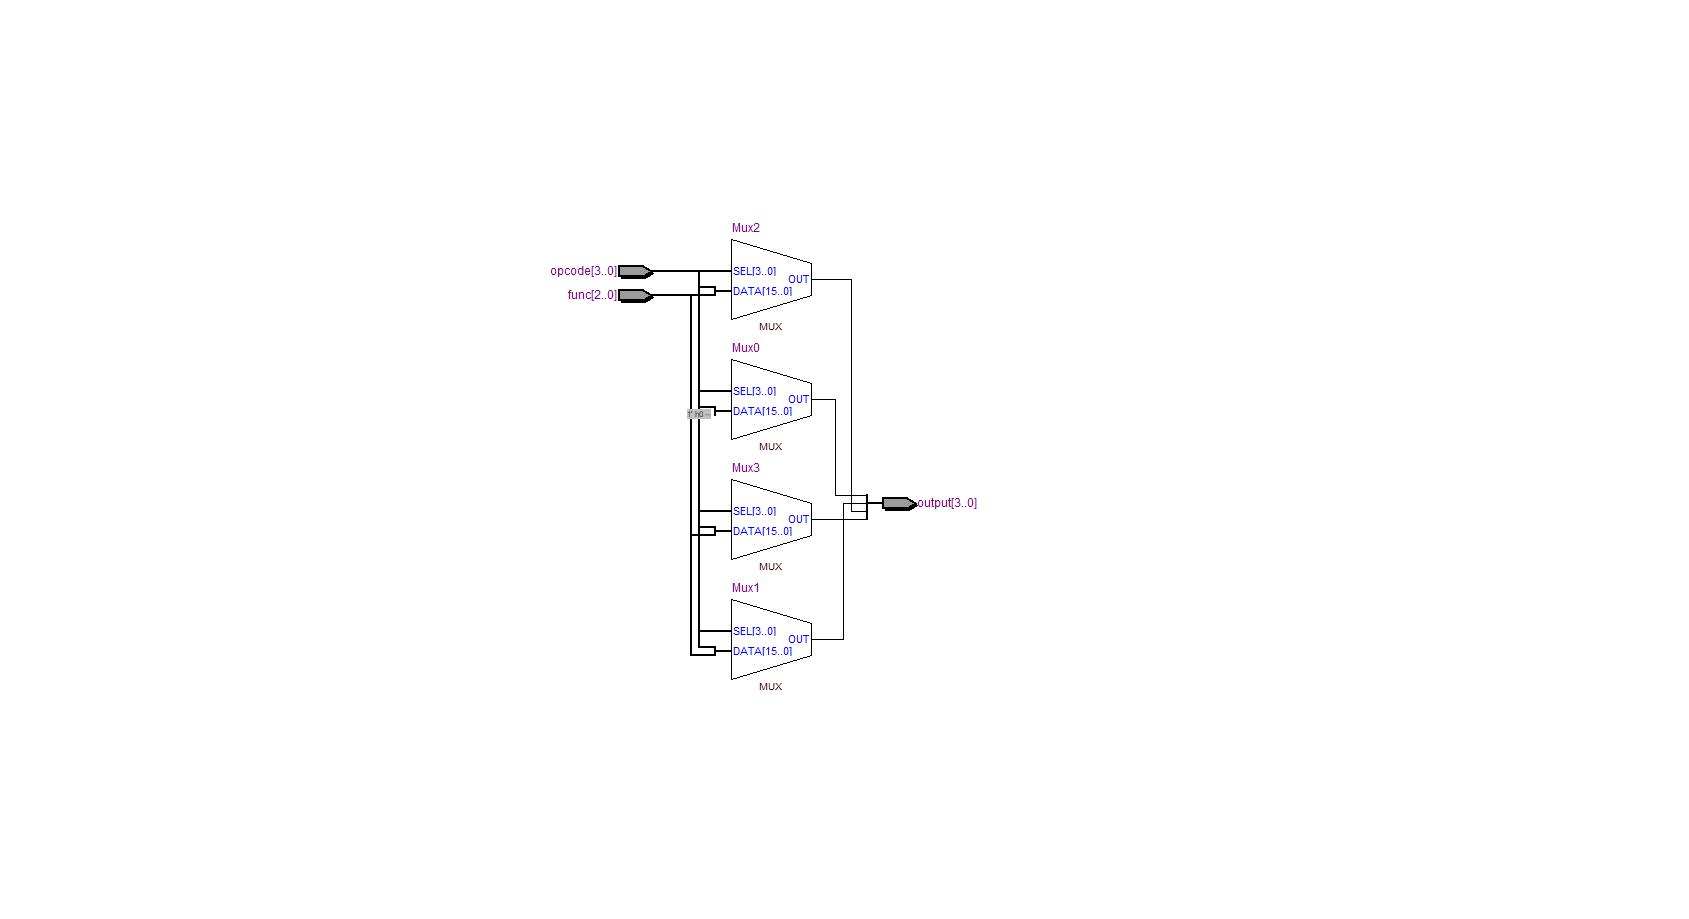 Mux2
opcode[3..0]
SEL[3..0]
OUT
func[2..0]
DATA[15..0]
MUX
Mux0
SEL[3..0]
OUT
1' h0 --
DATA[15..0]
MUX
Mux3
output[3..0]
SEL[3..0]
OUT
DATA[15..0]
MUX
Mux1
SEL[3..0]
OUT
DATA[15..0]
MUX